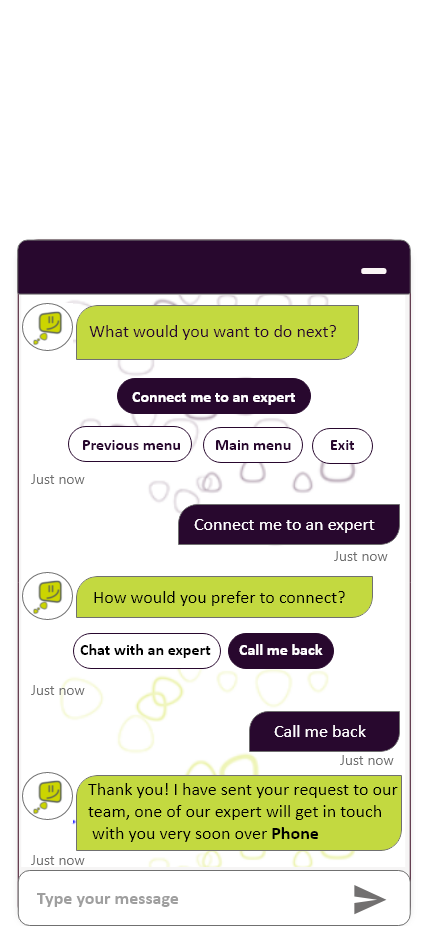 What would you want to do next?
Connect me to an expert
Previous menu Main menu Exit
Just now
Connect me to an expert
Just now
How would you prefer to connect?
Chat with an expert Call me back
Just now
Call me back
Just now
Thank you! I have sent your request to our
team, one of our expert will get in touch
with you very soon over Phone
Just now
Type your message